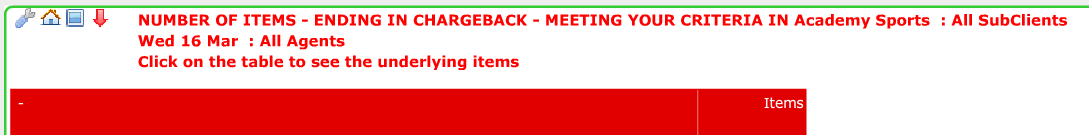 NUMBER OF ITEMS - ENDING IN CHARGEBACK - MEETING YOUR CRITERIA IN Academy Sports : All SubClients
Wed 16 Mar : All Agents
Click on the table to see the underlying items
- Items